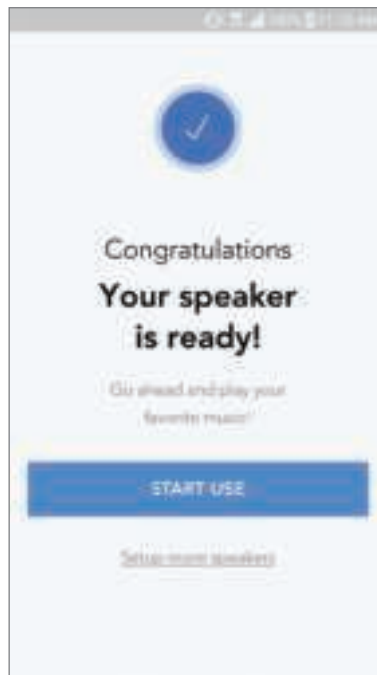 Congratulations
Your speaker
is ready!
Go ahead and play your
favorite music!
START USE
Setup more speakers